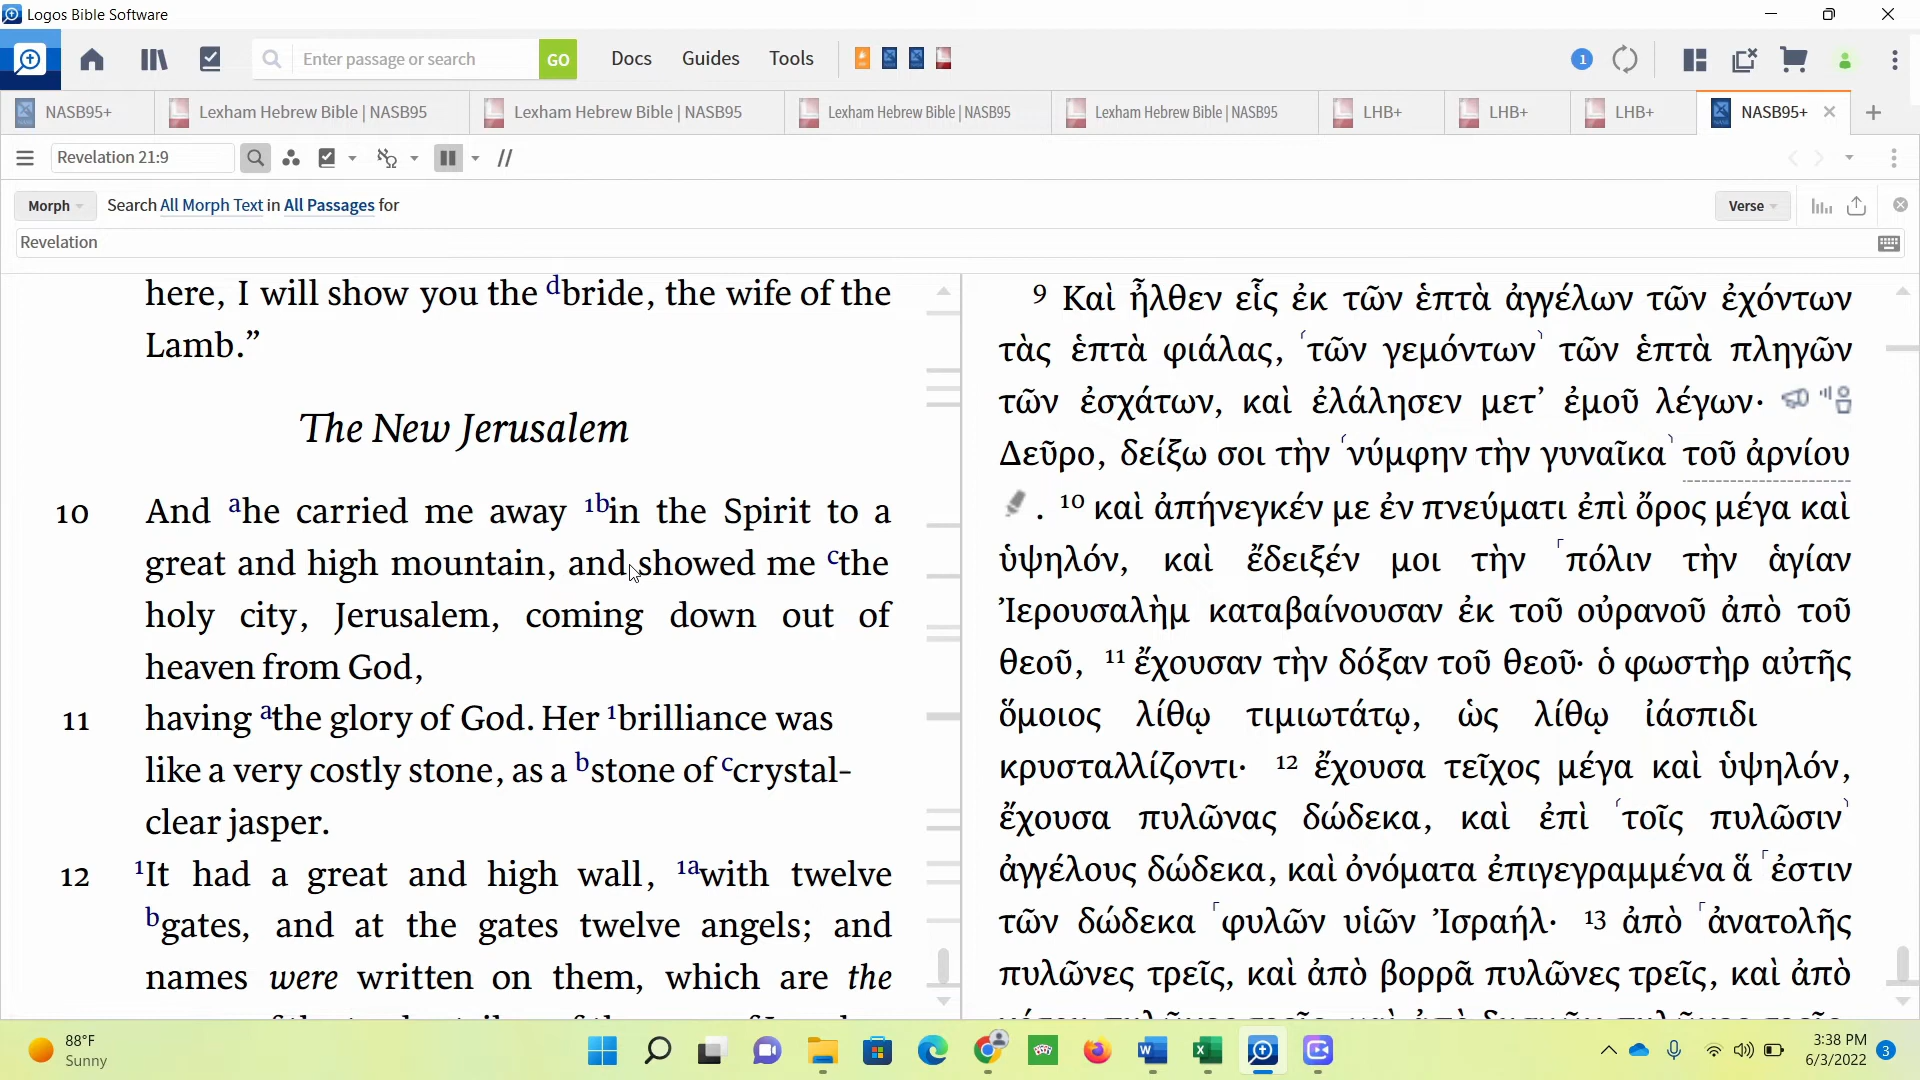 Logos Bible Software
Enter passage or search
GO
Docs
Guides
Tools
1
NASB95+
Lexham Hebrew Bible | NASB95
Lexham Hebrew Bible | NASB95
Lexham Hebrew Bible | NASB95
Lexham Hebrew Bible | NASB95
LHB+
LHB+
LHB+
NASB95+
Revelation 21:9
Morph
Search All Morph Text in All Passages for
Verse
Revelation
here, I will show you the dbride, the wife of the
Lamb.”
The New Jerusalem
10 And ahe carried me away 1bin the Spirit to a
great and high mountain, and showed me cthe
holy city, Jerusalem, coming down out of
heaven from God,
11 having athe glory of God. Her 1brilliance was
like a very costly stone, as a bstone of ccrystal-
clear jasper.
12 1It had a great and high wall, 1awith twelve
bgates, and at the gates twelve angels; and
names were written on them, which are the
9 Καὶ ἦλθεν εἷς ἐκ τῶν ἑπτὰ ἀγγέλων τῶν ἐχόντων
τὰς ἑπτὰ φιάλας, ⸂τῶν γεμόντων⸃ τῶν ἑπτὰ πληγῶν
τῶν ἐσχάτων, καὶ ἐλάλησεν μετ’ ἐμοῦ λέγων·
Δεῦρο, δείξω σοι τὴν ⸂νύμφην τὴν γυναῖκα⸃ τοῦ ἀρνίου
. 10 καὶ ἀπήνεγκέν με ἐν πνεύματι ἐπὶ ὄρος μέγα καὶ
ὑψηλόν, καὶ ἔδειξέν μοι τὴν ⸀πόλιν τὴν ἁγίαν
Ἰερουσαλὴμ καταβαίνουσαν ἐκ τοῦ οὐρανοῦ ἀπὸ τοῦ
θεοῦ, 11 ἔχουσαν τὴν δόξαν τοῦ θεοῦ· ὁ φωστὴρ αὐτῆς
ὅμοιος λίθῳ τιμιωτάτῳ, ὡς λίθῳ ἰάσπιδι
κρυσταλλίζοντι· 12 ἔχουσα τεῖχος μέγα καὶ ὑψηλόν,
ἔχουσα πυλῶνας δώδεκα, καὶ ἐπὶ ⸂τοῖς πυλῶσιν⸃
ἀγγέλους δώδεκα, καὶ ὀνόματα ἐπιγεγραμμένα ἅ ⸀ἐστιν
τῶν δώδεκα ⸀φυλῶν υἱῶν Ἰσραήλ· 13 ἀπὸ ⸀ἀνατολῆς
πυλῶνες τρεῖς, καὶ ἀπὸ βορρᾶ πυλῶνες τρεῖς, καὶ ἀπὸ
88°F
Sunny
3:38 PM
6/3/2022
3